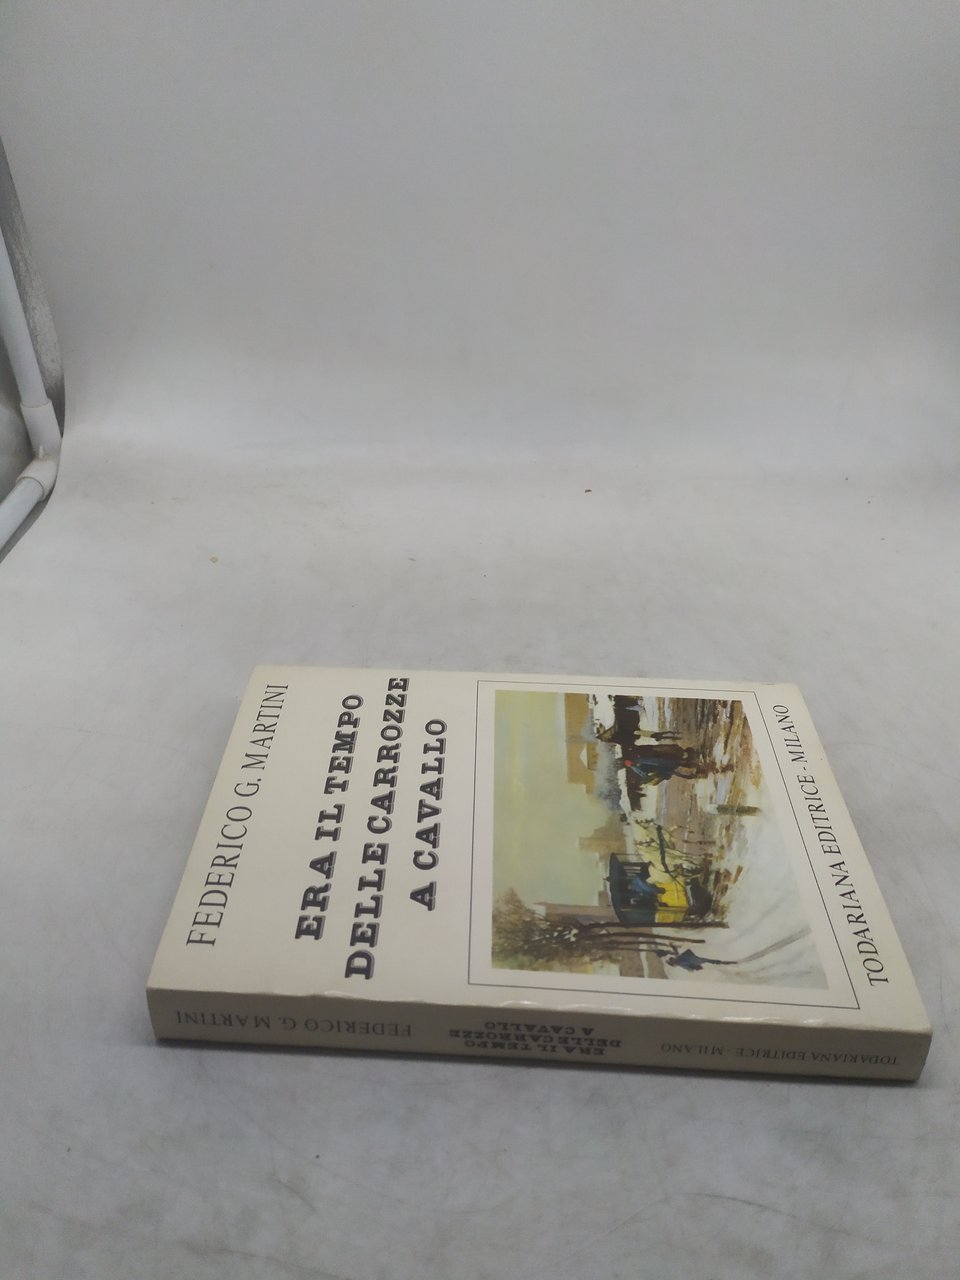 FEDERICO G. MARTINI
ERA IL TEMPO
DELLE CARROZZE
A CAVALLO
TODARIANA EDITRICE - MILANO
FEDERICO G. MARTINI
ERA IL TEMPO
DELLE CARROZZE
A CAVALLO
TODARIANA EDITRICE - MILANO